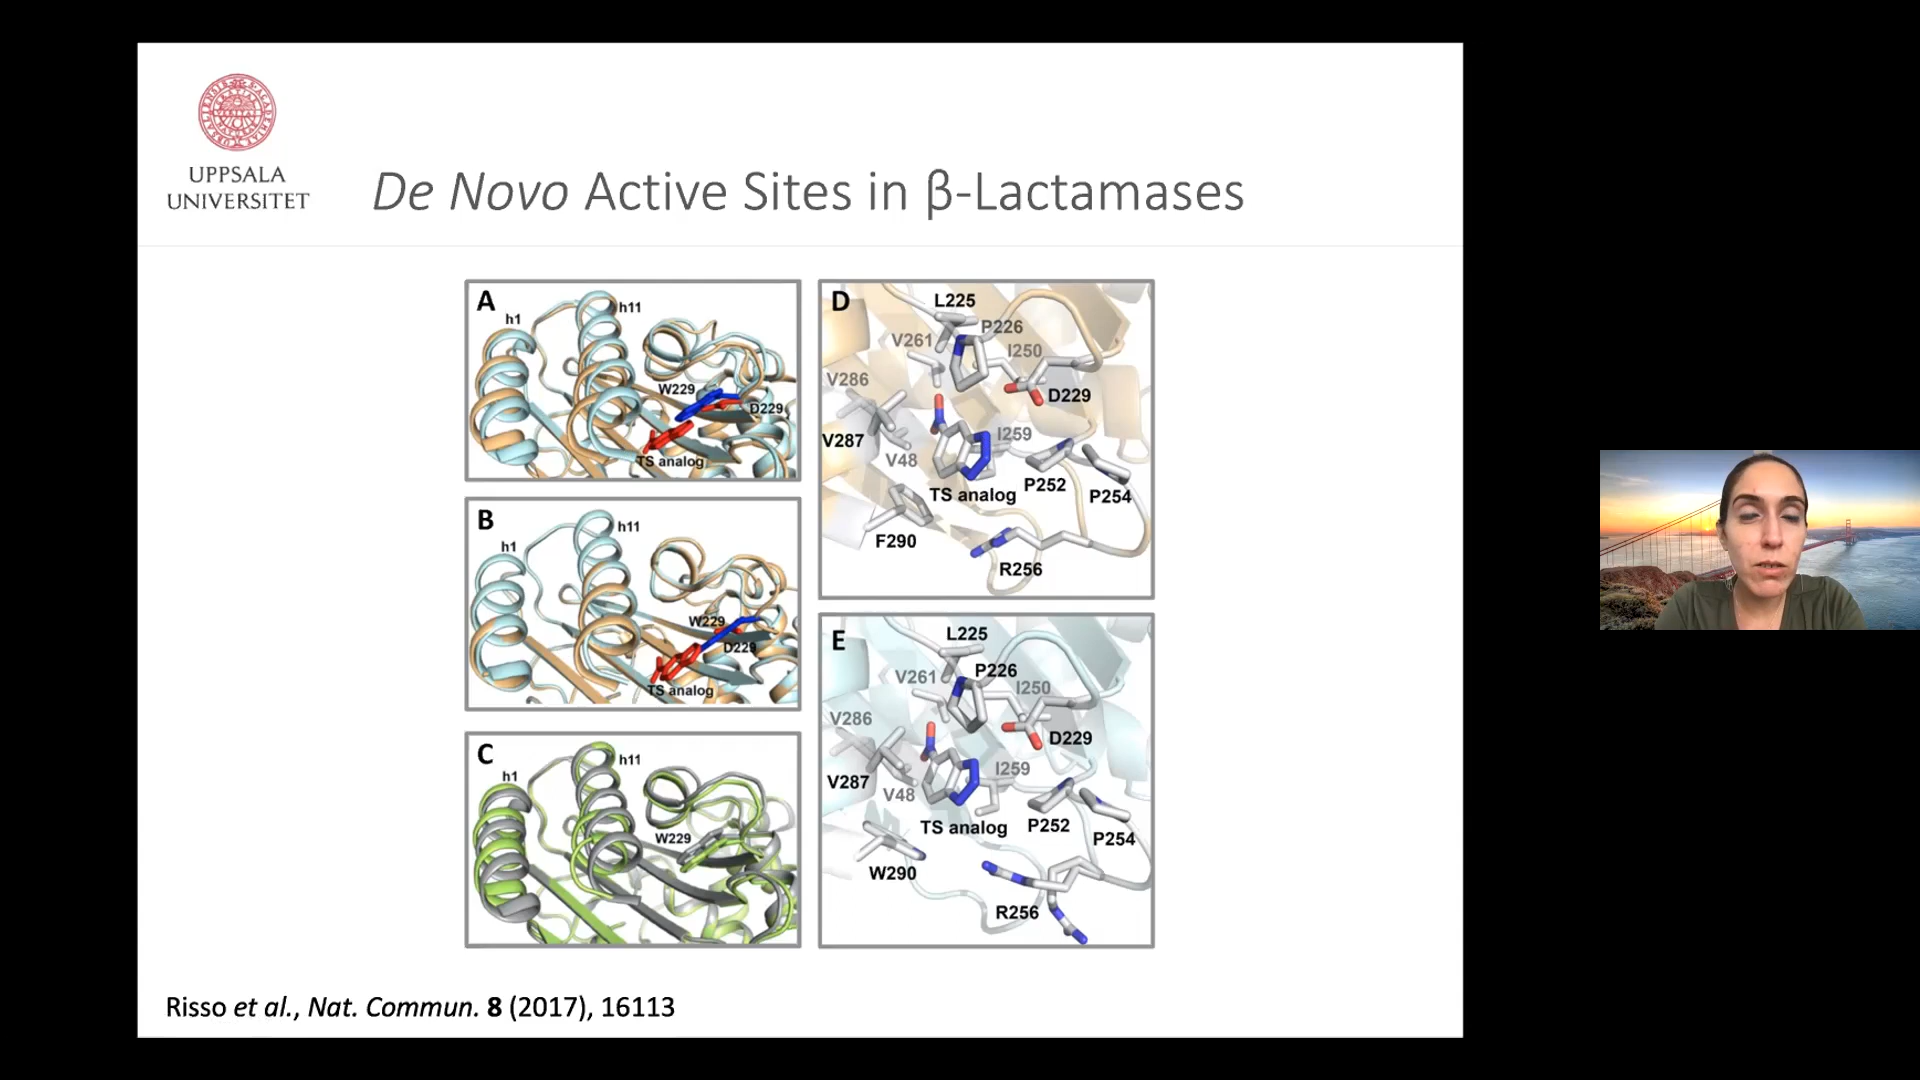 UPPSALA
UNIVERSITET
De Novo Active Sites in β-Lactamases
A
h1
h11
W229
D229
TS analog
B
h1
h11
W229
D229
TS analog
C
h1
h11
W229
D
L225
P226
V261
I250
V286
D229
V287
I259
V48
P252
TS analog
P254
F290
R256
E
L225
P226
V261
I250
V286
D229
I259
V287
V48
P252
TS analog
P254
W290
R256
Risso et al., Nat. Commun. 8 (2017), 16113